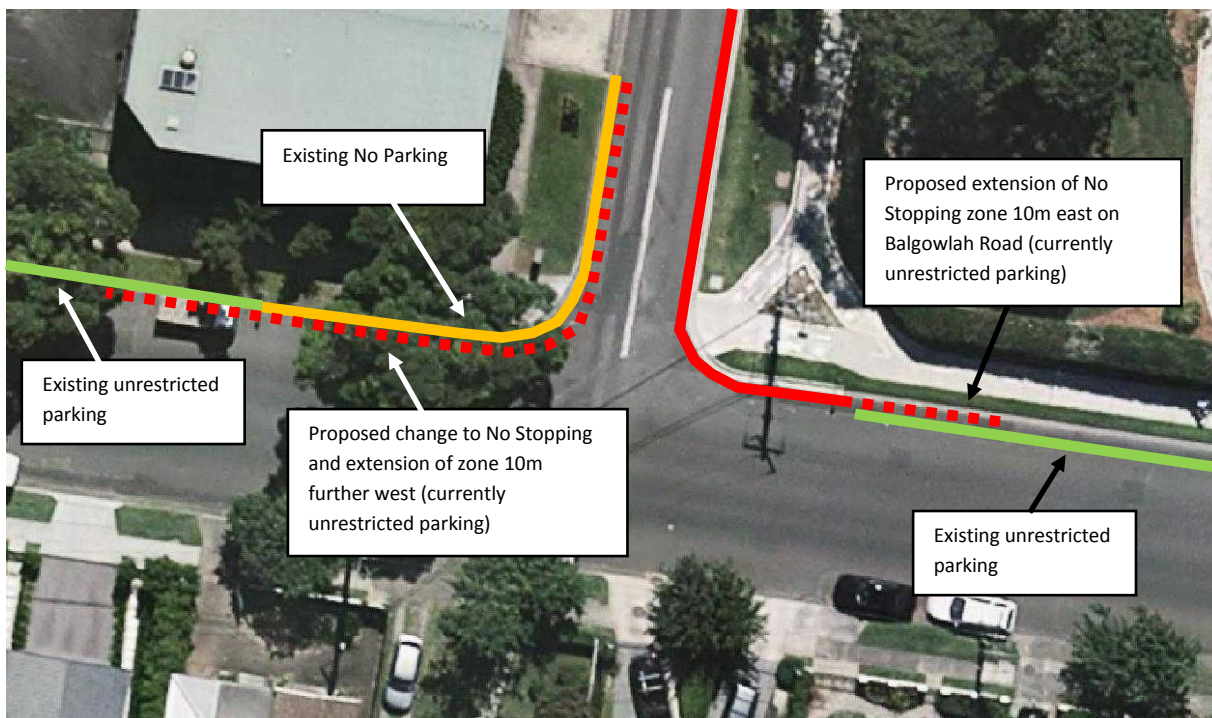 Existing No Parking
Proposed extension of No
Stopping zone 10m east on
Balgowlah Road (currently
unrestricted parking)
Existing unrestricted
parking
Proposed change to No Stopping
and extension of zone 10m
further west (currently
unrestricted parking)
Existing unrestricted
parking